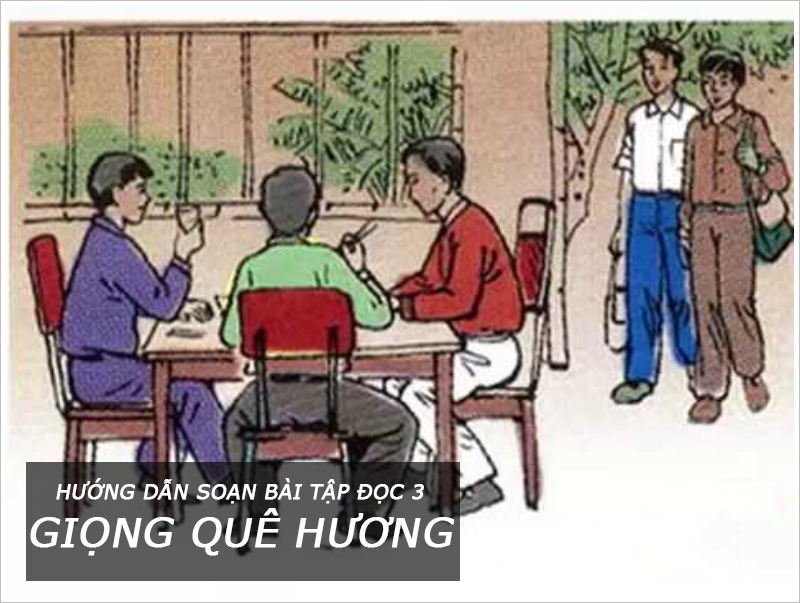 HƯỚNG DẪN SOẠN BÀI TẬP ĐỌC 3
GIỌNG QUÊ HƯƠNG